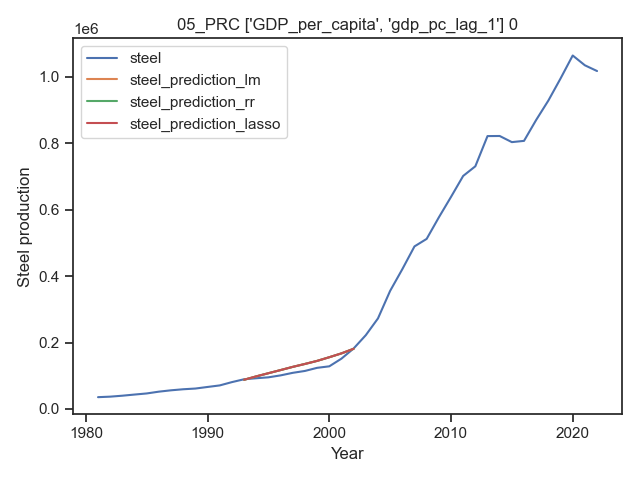 05_PRC ['GDP_per_capita', 'gdp_pc_lag_1'] 0
1e6
steel
steel_prediction_lm
steel_prediction_rr
steel_prediction_lasso
1.0
0.8
0.6
0.4
0.2
0.0
Steel production
1980 1990 2000 2010 2020
Year